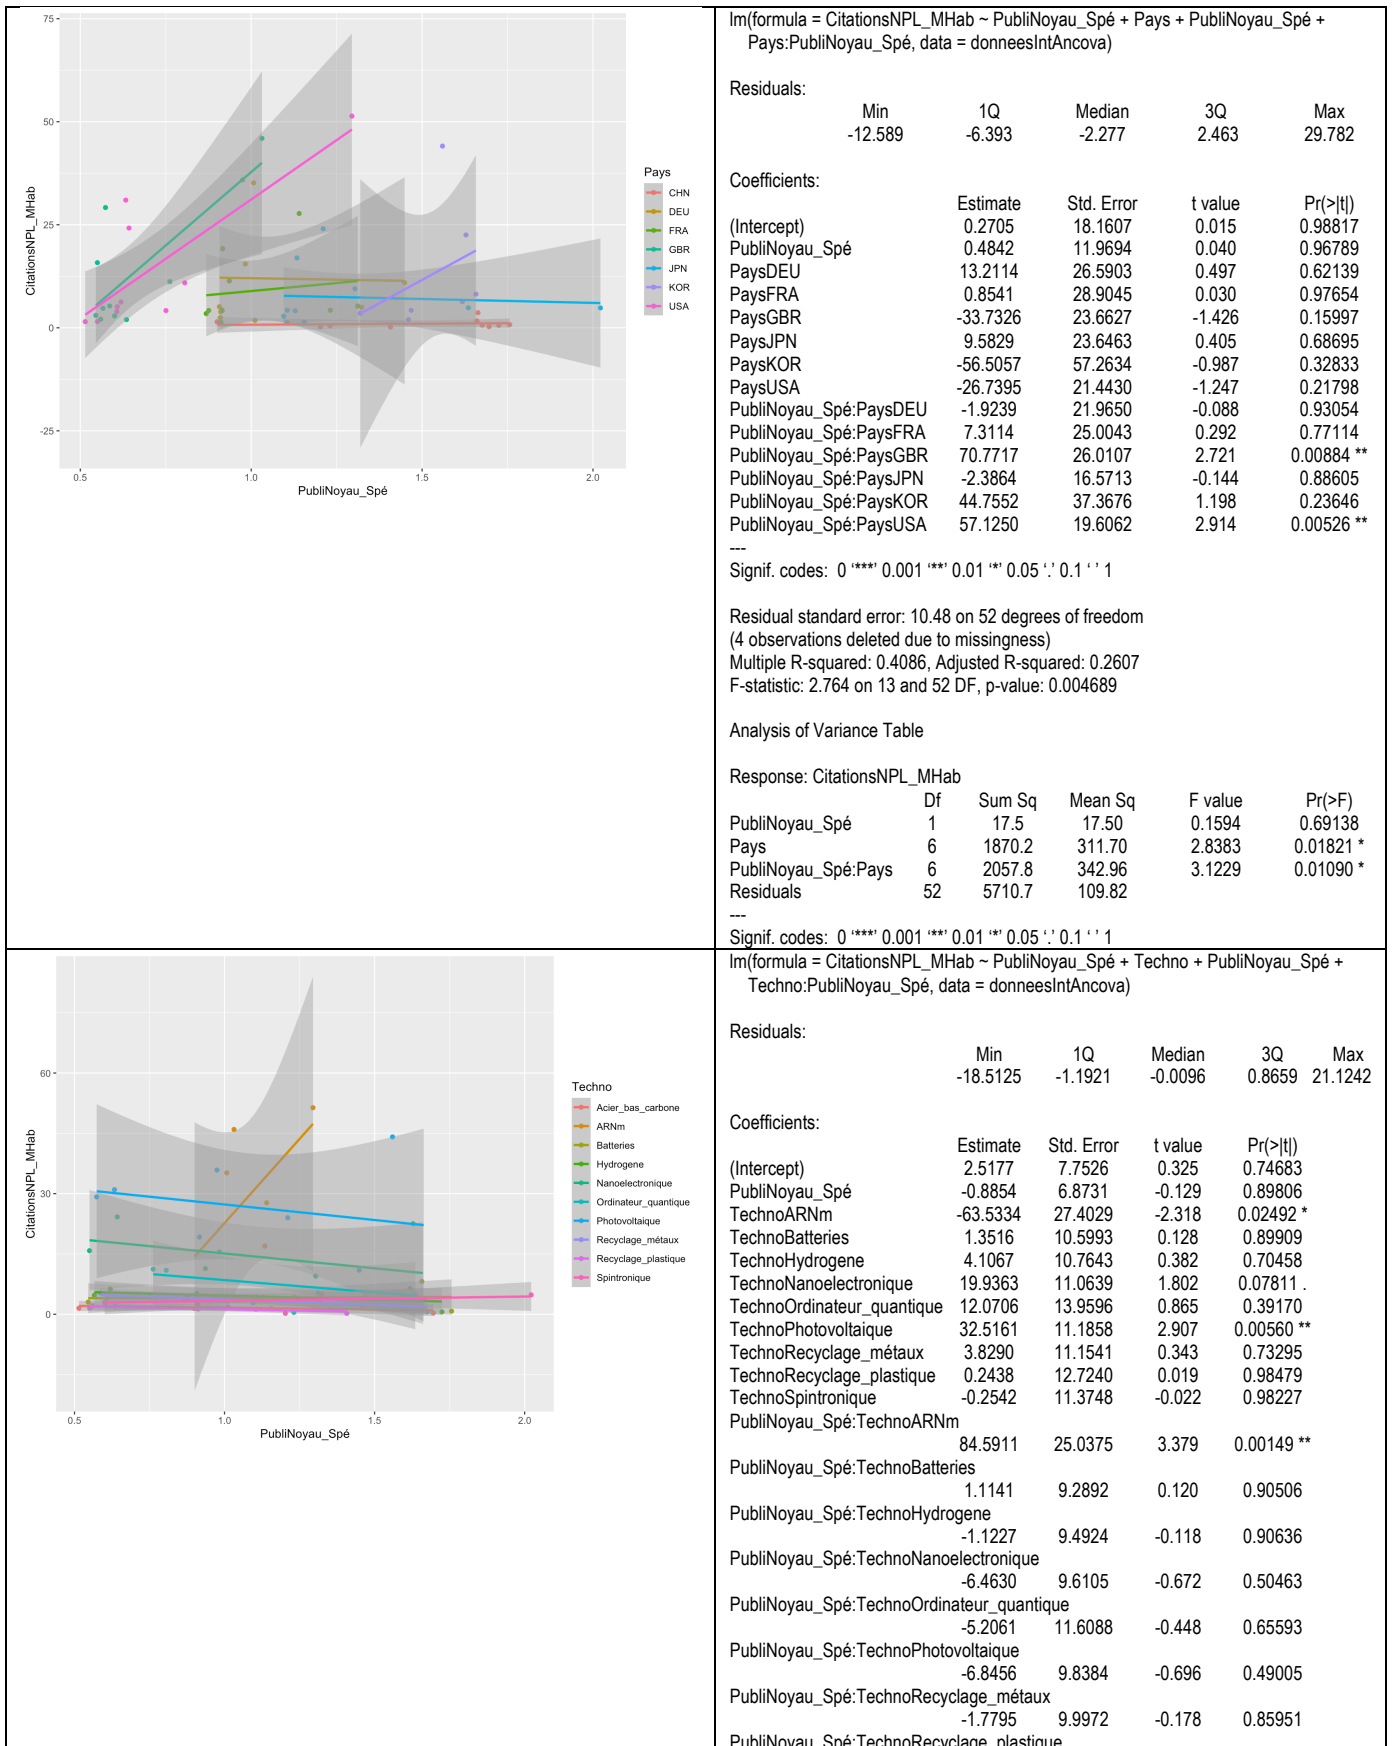 75-
50-
25-
0-
-25-
CitationsNPL_MHab
0.5
1.0
1.5
2.0
PubliNoyau_Spé
Pays
CHN
DEU
FRA
GBR
JPN
KOR
USA
lm(formula = CitationsNPL_MHab ~ PubliNoyau_Spé + Pays + PubliNoyau_Spé +
Pays:PubliNoyau_Spé, data = donneesIntAncova)
Residuals:
Min 1Q Median 3Q Max
-12.589 -6.393 -2.277 2.463 29.782
Coefficients:
Estimate Std. Error t value Pr(>|t|)
(Intercept) 0.2705 18.1607 0.015 0.98817
PubliNoyau_Spé 0.4842 11.9694 0.040 0.96789
PaysDEU 13.2114 26.5903 0.497 0.62139
PaysFRA 0.8541 28.9045 0.030 0.97654
PaysGBR -33.7326 23.6627 -1.426 0.15997
PaysJPN 9.5829 23.6463 0.405 0.68695
PaysKOR -56.5057 57.2634 -0.987 0.32833
PaysUSA -26.7395 21.4430 -1.247 0.21798
PubliNoyau_Spé:PaysDEU -1.9239 21.9650 -0.088 0.93054
PubliNoyau_Spé:PaysFRA 7.3114 25.0043 0.292 0.77114
PubliNoyau_Spé:PaysGBR 70.7717 26.0107 2.721 0.00884 **
PubliNoyau_Spé:PaysJPN -2.3864 16.5713 -0.144 0.88605
PubliNoyau_Spé:PaysKOR 44.7552 37.3676 1.198 0.23646
PubliNoyau_Spé:PaysUSA 57.1250 19.6062 2.914 0.00526 **
---
Signif. codes: 0 ‘***’ 0.001 ‘**’ 0.01 ‘*’ 0.05 ‘.’ 0.1 ‘ ’ 1
Residual standard error: 10.48 on 52 degrees of freedom
(4 observations deleted due to missingness)
Multiple R-squared: 0.4086, Adjusted R-squared: 0.2607
F-statistic: 2.764 on 13 and 52 DF, p-value: 0.004689
Analysis of Variance Table
Response: CitationsNPL_MHab
Df Sum Sq Mean Sq F value Pr(>F)
PubliNoyau_Spé 1 17.5 17.50 0.1594 0.69138
Pays 6 1870.2 311.70 2.8383 0.01821 *
PubliNoyau_Spé:Pays 6 2057.8 342.96 3.1229 0.01090 *
Residuals 52 5710.7 109.82
---
Signif. codes: 0 ‘***’ 0.001 ‘**’ 0.01 ‘*’ 0.05 ‘.’ 0.1 ‘ ’ 1
60-
30-
0-
CitationsNPL_MHab
0.5
1.0
1.5
2.0
PubliNoyau_Spé
Techno
Acier_bas_carbone
ARNm
Batteries
Hydrogene
Nanoelectronique
Ordinateur_quantique
Photovoltaique
Recyclage_métaux
Recyclage_plastique
Spintronique
lm(formula = CitationsNPL_MHab ~ PubliNoyau_Spé + Techno + PubliNoyau_Spé +
Techno:PubliNoyau_Spé, data = donneesIntAncova)
Residuals:
Min 1Q Median 3Q Max
-18.5125 -1.1921 -0.0096 0.8659 21.1242
Coefficients:
Estimate Std. Error t value Pr(>|t|)
(Intercept) 2.5177 7.7526 0.325 0.74683
PubliNoyau_Spé -0.8854 6.8731 -0.129 0.89806
TechnoARNm -63.5334 27.4029 -2.318 0.02492 *
TechnoBatteries 1.3516 10.5993 0.128 0.89909
TechnoHydrogene 4.1067 10.7643 0.382 0.70458
TechnoNanoelectronique 19.9363 11.0639 1.802 0.07811 .
TechnoOrdinateur_quantique 12.0706 13.9596 0.865 0.39170
TechnoPhotovoltaique 32.5161 11.1858 2.907 0.00560 **
TechnoRecyclage_métaux 3.8290 11.1541 0.343 0.73295
TechnoRecyclage_plastique 0.2438 12.7240 0.019 0.98479
TechnoSpintronique -0.2542 11.3748 -0.022 0.98227
PubliNoyau_Spé:TechnoARNm
84.5911 25.0375 3.379 0.00149 **
PubliNoyau_Spé:TechnoBatteries
1.1141 9.2892 0.120 0.90506
PubliNoyau_Spé:TechnoHydrogene
-1.1227 9.4924 -0.118 0.90636
PubliNoyau_Spé:TechnoNanoelectronique
-6.4630 9.6105 -0.672 0.50463
PubliNoyau_Spé:TechnoOrdinateur_quantique
-5.2061 11.6088 -0.448 0.65593
PubliNoyau_Spé:TechnoPhotovoltaique
-6.8456 9.8384 -0.696 0.49005
PubliNoyau_Spé:TechnoRecyclage_métaux
-1.7795 9.9972 -0.178 0.85951
PubliNoyau_Spé:TechnoRecyclage_plastique